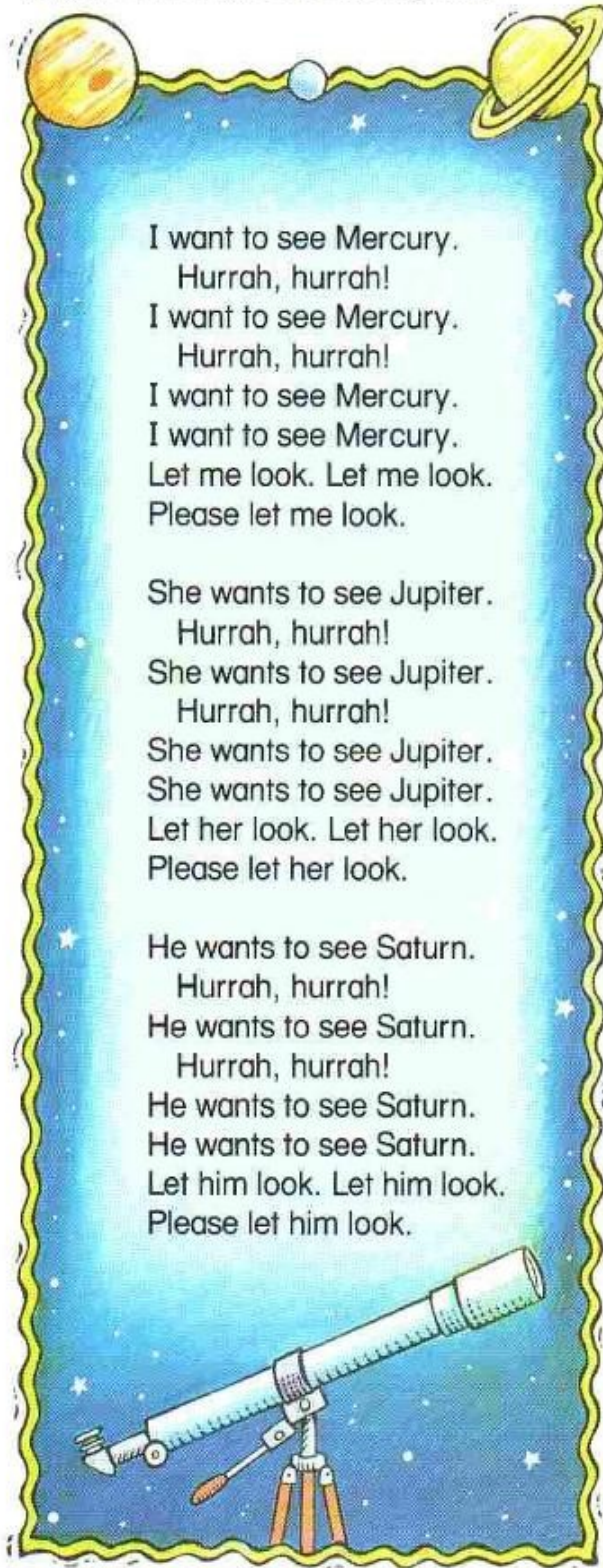 I want to see Mercury.
Hurrah, hurrah!
I want to see Mercury.
Hurrah, hurrah!
I want to see Mercury.
I want to see Mercury.
Let me look. Let me look.
Please let me look.

She wants to see Jupiter.
Hurrah, hurrah!
She wants to see Jupiter.
Hurrah, hurrah!
She wants to see Jupiter.
She wants to see Jupiter.
Let her look. Let her look.
Please let her look.

He wants to see Saturn.
Hurrah, hurrah!
He wants to see Saturn.
Hurrah, hurrah!
He wants to see Saturn.
He wants to see Saturn.
Let him look. Let him look.
Please let him look.